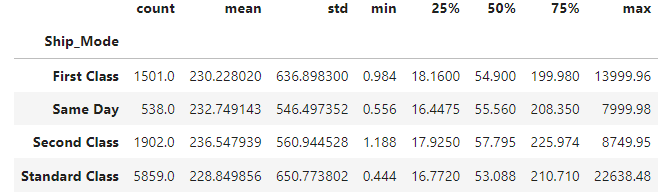 count mean std min 25% 50% 75% max
Ship_Mode
First Class 1501.0 230.228020 636.898300 0.984 18.1600 54.900 199.980 13999.96
Same Day 538.0 232.749143 546.497352 0.556 16.4475 55.560 208.350 7999.98
Second Class 1902.0 236.547939 560.944528 1.188 17.9250 57.795 225.974 8749.95
Standard Class 5859.0 228.849856 650.773802 0.444 16.7720 53.088 210.710 22638.48